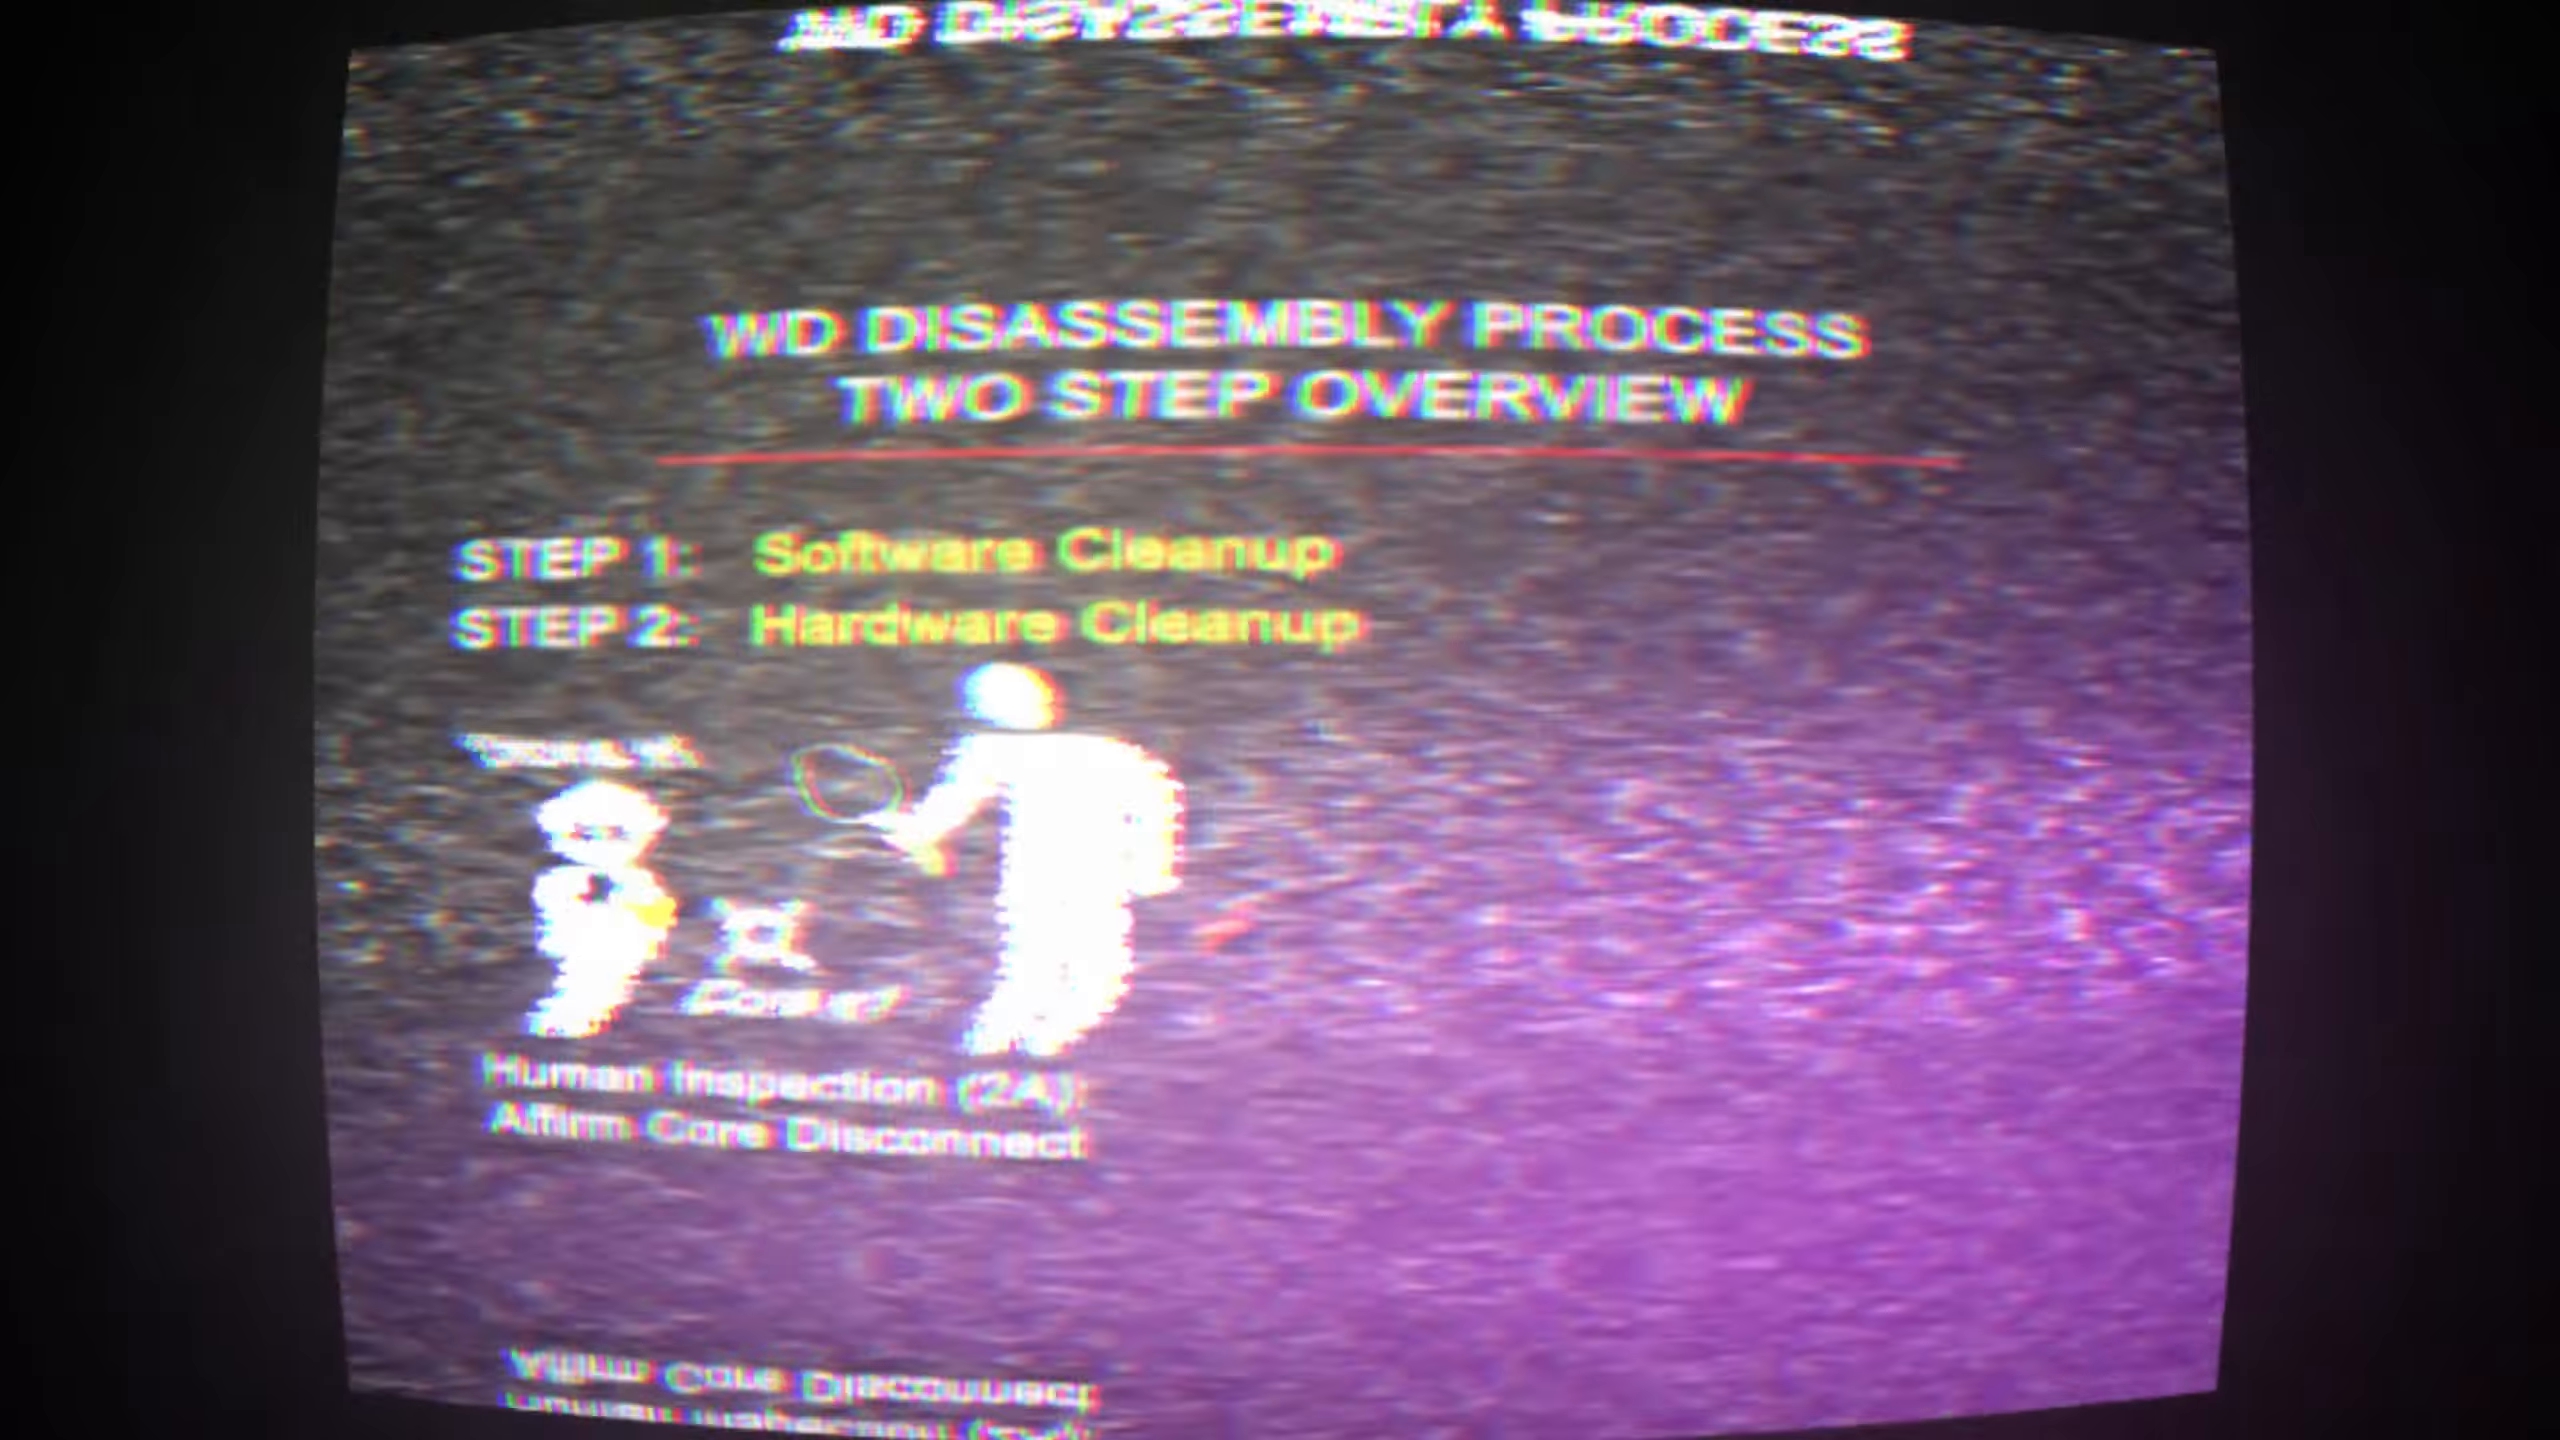 WD DISASSEMBLY PROCESS
TWO STEP OVERVIEW
STEP 1: Software Cleanup
STEP 2: Hardware Cleanup
Human Inspection (2A):
Affirm Core Disconnect